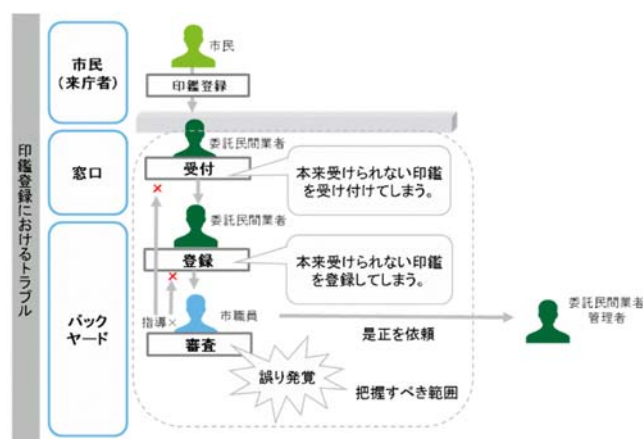 印鑑登録におけるトラブル
市民
（来庁者）
市民
印鑑登録
窓口
委託民間業者
受付
本来受けられない印鑑
を受け付けてしまう。
×
バック
ヤード
委託民間業者
登録
本来受けられない印鑑
を登録してしまう。
×
指導×
市職員
審査
誤り発覚
是正を依頼
把握すべき範囲
委託民間業者
管理者